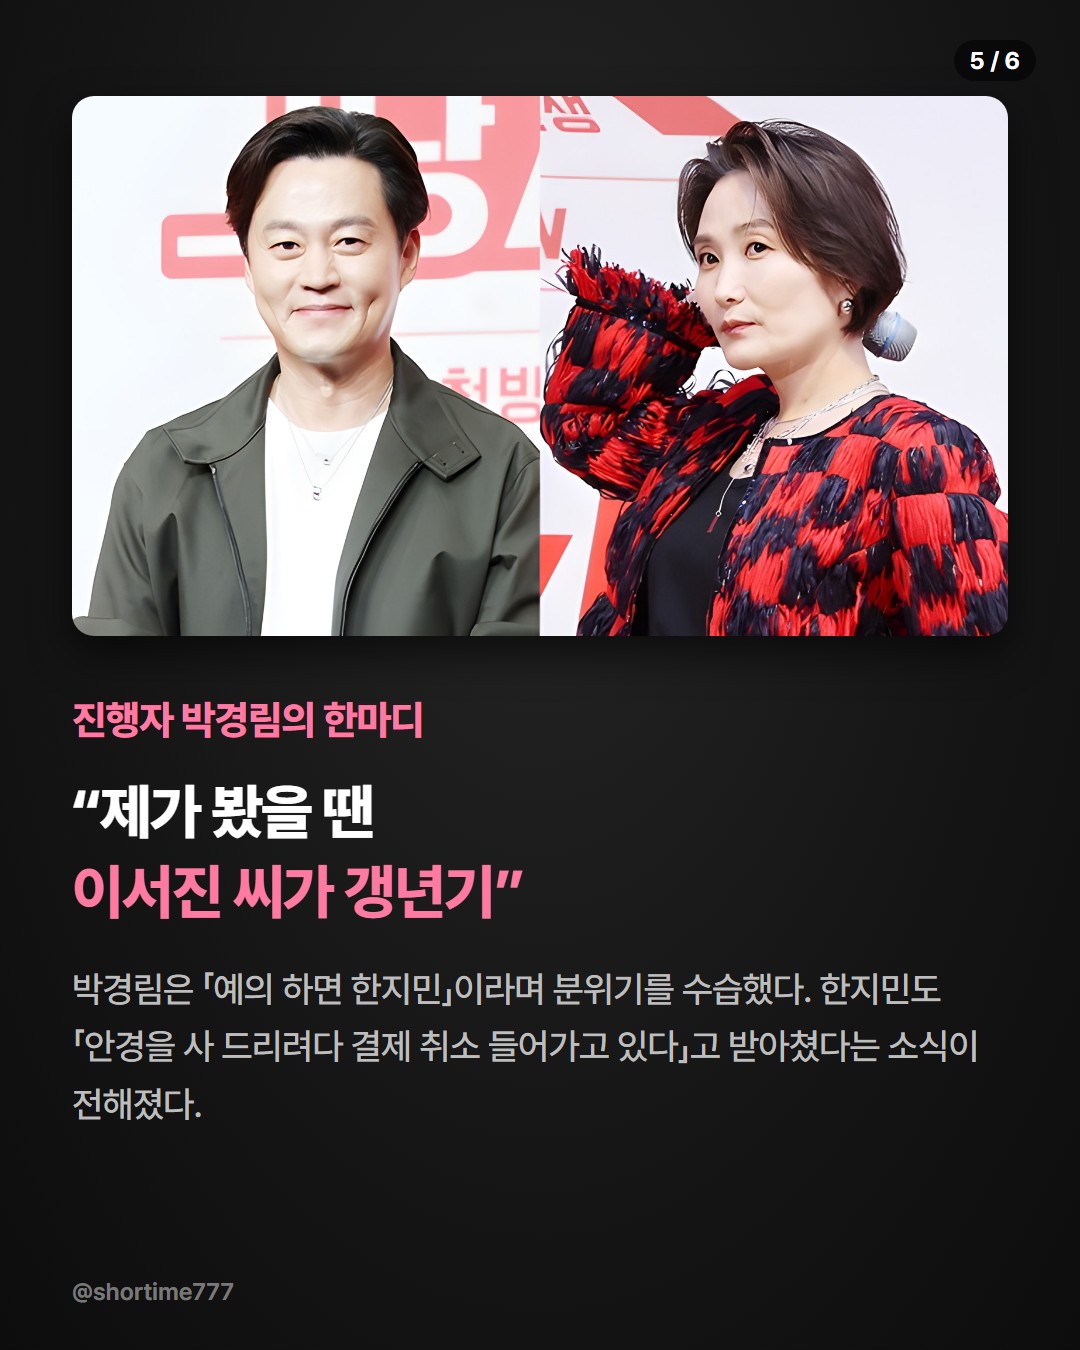 5 / 6
생
N
청빙
진행자 박경림의 한마디
“제가 봤을 땐
이서진 씨가 갱년기”
박경림은 「예의 하면 한지민」이라며 분위기를 수습했다. 한지민도
「안경을 사 드리려다 결제 취소 들어가고 있다」고 받아쳤다는 소식이
전해졌다.
@shortime777